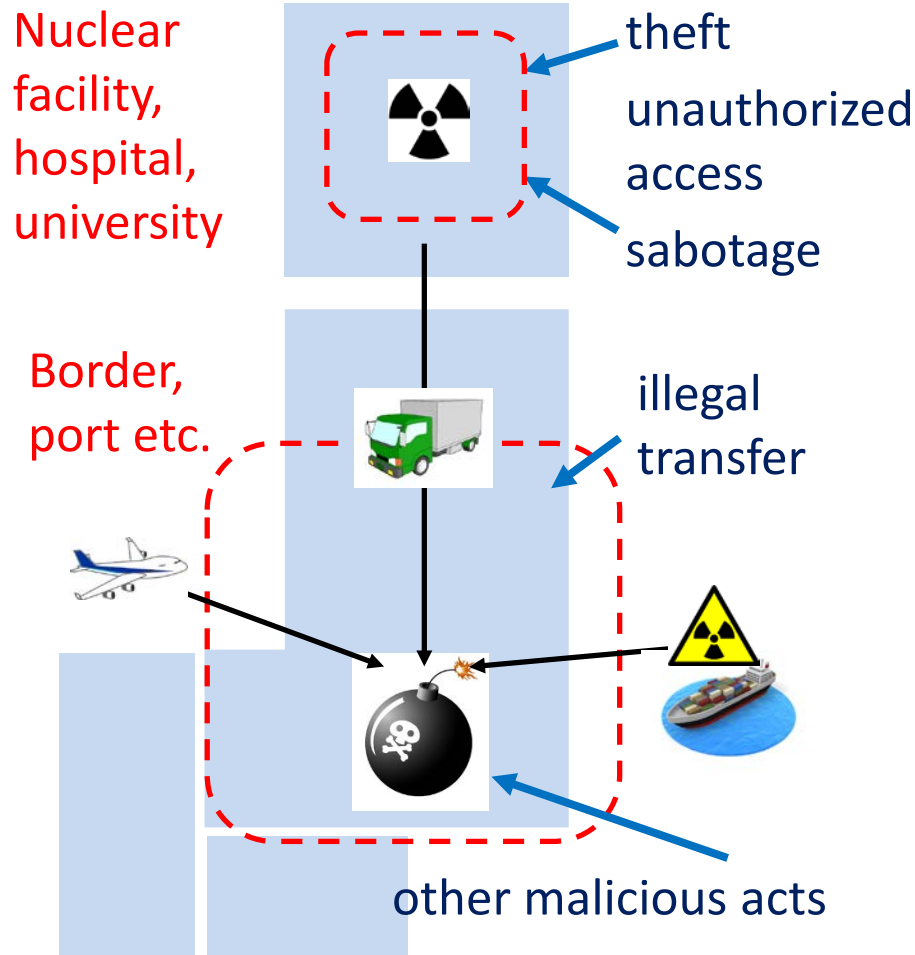 Nuclear
facility,
hospital,
university
theft
unauthorized
access
sabotage
Border,
port etc.
illegal
transfer
other malicious acts